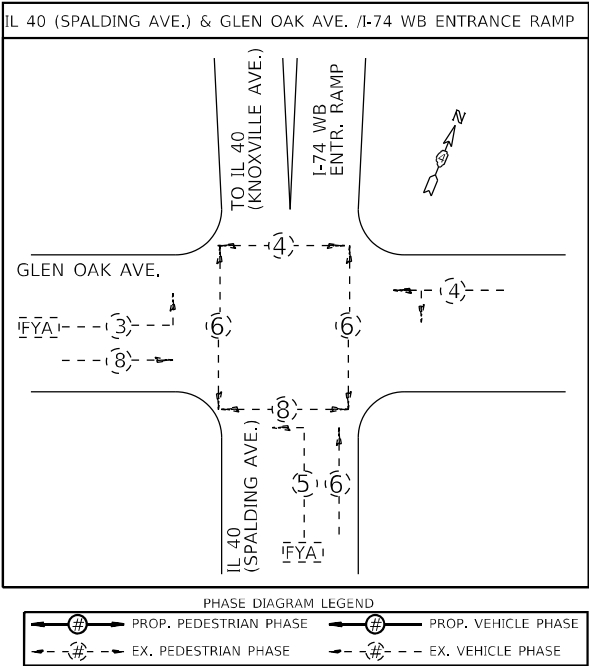 IL 40 (SPALDING AVE.) & GLEN OAK AVE. /I-74 WB ENTRANCE RAMP
TO IL 40
(KNOXVILLE AVE.)
I-74 WB
ENTR. RAMP
N
4
4
GLEN OAK AVE.
4
FYA
3
6
6
8
8
5
6
IL 40
(SPALDING AVE.)
FYA
PHASE DIAGRAM LEGEND
# PROP. PEDESTRIAN PHASE
# PROP. VEHICLE PHASE
# EX. PEDESTRIAN PHASE
# EX. VEHICLE PHASE